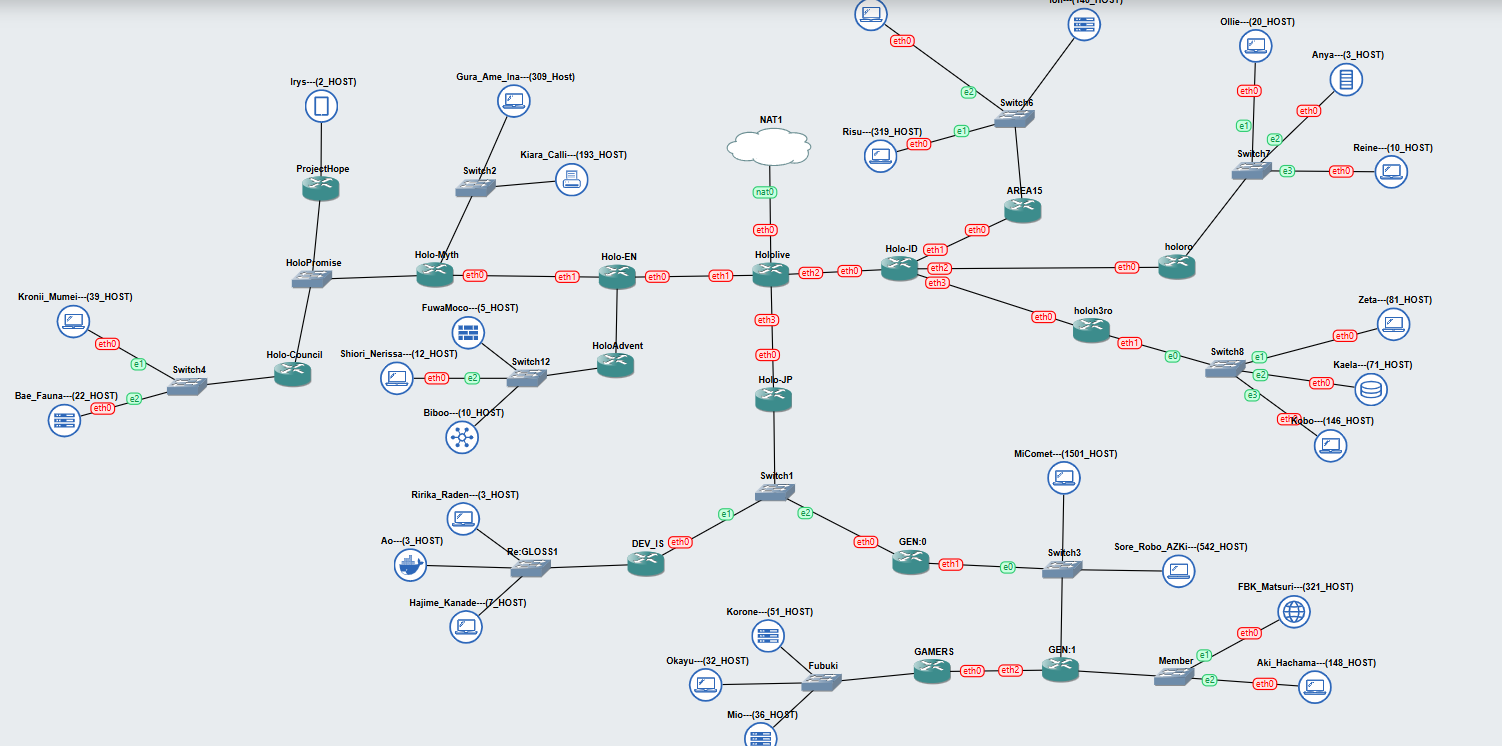 Ollie---(20_HOST)
eth0
Anya---(3_HOST)
Irys---(2_HOST)
Gura_Ame_Ina---(309_Host)
e2
eth0
eth0
Switch6
NAT1
e1
Risu---(319_HOST)
e1
eth0
e2
Kiara_Calli---(193_HOST)
Reine---(10_HOST)
Switch7
ProjectHope
Switch2
e3
eth0
nat0
AREA15
eth0
eth0
holoro
Holo-ID
eth1
Holo-Myth
Holo-EN
Hololive
HoloPromise
eth0
eth1
eth0
eth1
eth2
eth0
eth2
eth0
eth3
Kronii_Mumei---(39_HOST)
Zeta---(81_HOST)
FuwaMoco---(5_HOST)
eth3
eth0
holoh3ro
eth0
eth0
eth1
HoloAdvent
Switch8
Holo-Council
Shiori_Nerissa---(12_HOST)
eth0
e0
e1
e1
Switch12
Kaela---(71_HOST)
Switch4
eth0
e2
Holo-JP
e2
eth0
Bae_Fauna---(22_HOST)
e2
eth0
e3
Biboo---(10_HOST)
Kobo---(146_HOST)
MiComet---(1501_HOST)
Switch1
Ririka_Raden---(3_HOST)
e1
e2
Ao---(3_HOST)
DEV_IS
eth0
eth0
GEN:0
Sore_Robo_AZKi---(542_HOST)
Re:GLOSS1
Switch3
eth1
e0
FBK_Matsuri---(321_HOST)
Hajime_Kanade---(7_HOST)
Korone---(51_HOST)
eth0
GAMERS
GEN:1
e1
Okayu---(32_HOST)
Fubuki
Member
Aki_Hachama---(148_HOST)
eth0
eth2
e2
eth0
Mio---(36_HOST)